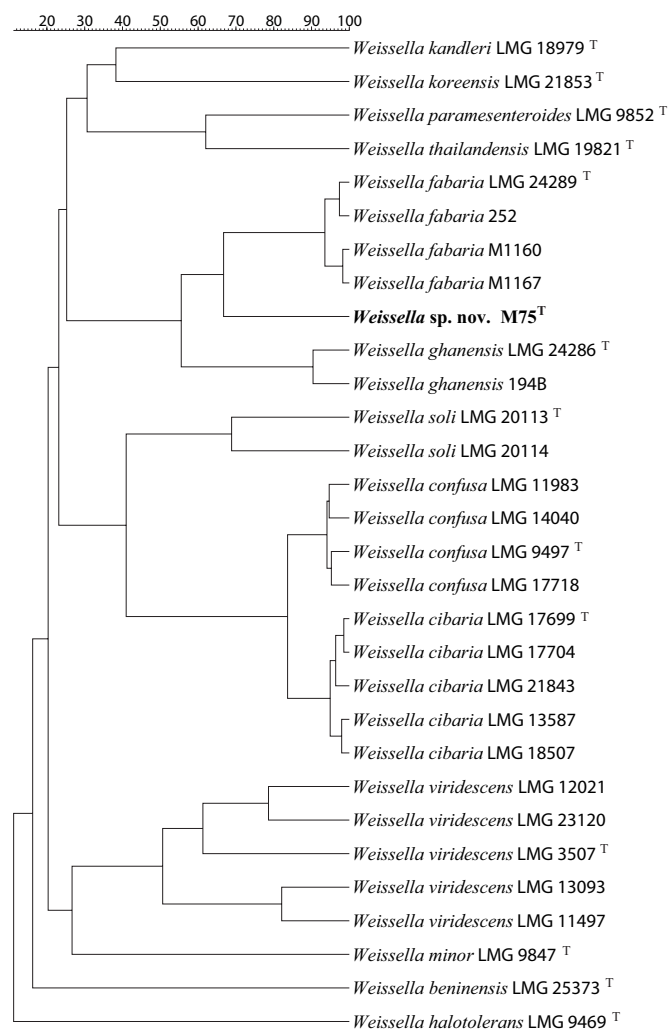 20 30 40 50 60 70 80 90 100
Weissella kandleri LMG 18979 T
Weissella koreensis LMG 21853 T
Weissella paramesenteroides LMG 9852 T
Weissella thailandensis LMG 19821 T
Weissella fabaria LMG 24289 T
Weissella fabaria 252
Weissella fabaria M1160
Weissella fabaria M1167
Weissella sp. nov. M75T
Weissella ghanensis LMG 24286 T
Weissella ghanensis 194B
Weissella soli LMG 20113 T
Weissella soli LMG 20114
Weissella confusa LMG 11983
Weissella confusa LMG 14040
Weissella confusa LMG 9497 T
Weissella confusa LMG 17718
Weissella cibaria LMG 17699 T
Weissella cibaria LMG 17704
Weissella cibaria LMG 21843
Weissella cibaria LMG 13587
Weissella cibaria LMG 18507
Weissella viridescens LMG 12021
Weissella viridescens LMG 23120
Weissella viridescens LMG 3507 T
Weissella viridescens LMG 13093
Weissella viridescens LMG 11497
Weissella minor LMG 9847 T
Weissella beninensis LMG 25373 T
Weissella halotolerans LMG 9469 T